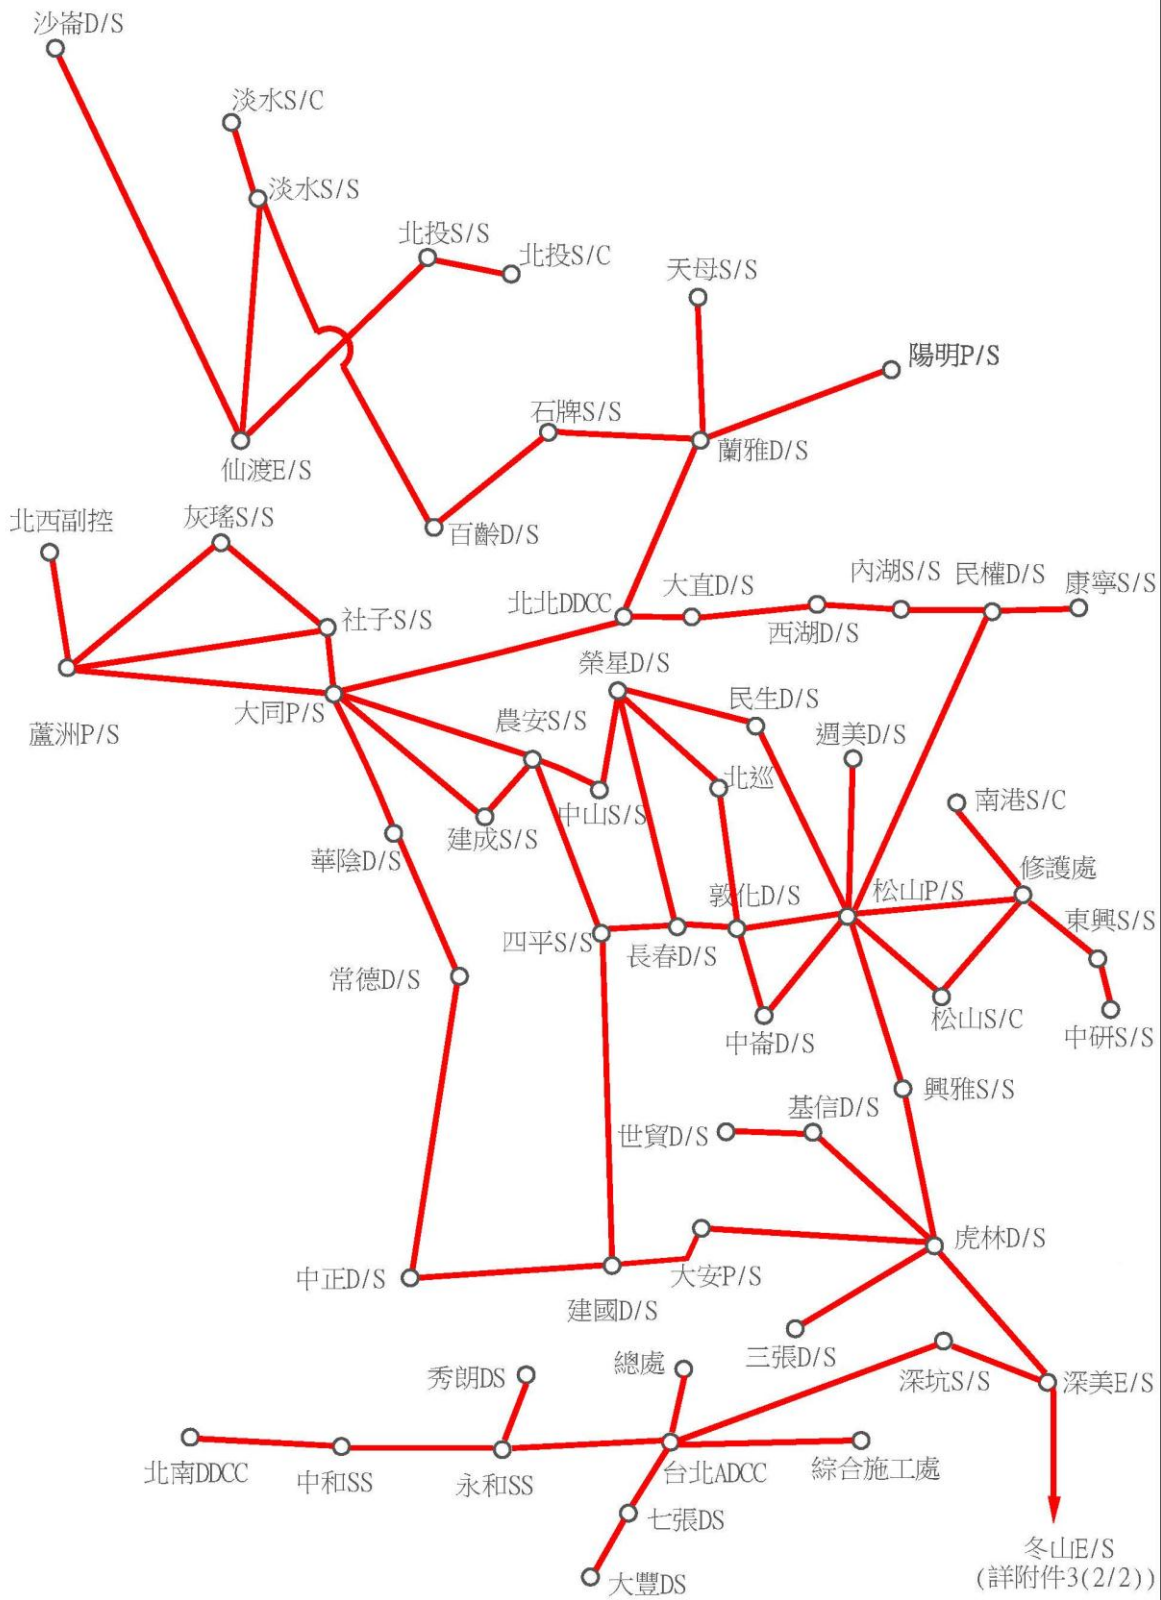 沙崙D/S
淡水S/C
淡水S/S
北投S/S
北投S/C
天母S/S
陽明P/S
石牌S/S
蘭雅D/S
仙渡E/S
百齡D/S
北西副控
灰瑤S/S
社子S/S
北北DDCC
大直D/S
西湖D/S
內湖S/S
民權D/S
康寧S/S
蘆洲P/S
大同P/S
農安S/S
榮星D/S
民生D/S
週美D/S
北巡
中山S/S
建成S/S
華陰D/S
南港S/C
修護處
東興S/S
松山P/S
敦化D/S
長春D/S
四平S/S
常德D/S
中崙D/S
松山S/C
中研S/S
興雅S/S
基信D/S
世貿D/S
虎林D/S
大安P/S
中正D/S
建國D/S
三張D/S
深坑S/S
深美E/S
總處
秀朗DS
北南DDCC
中和SS
永和SS
台北ADCC
綜合施工處
七張DS
大豐DS
冬山E/S
(詳附件3(2/2))